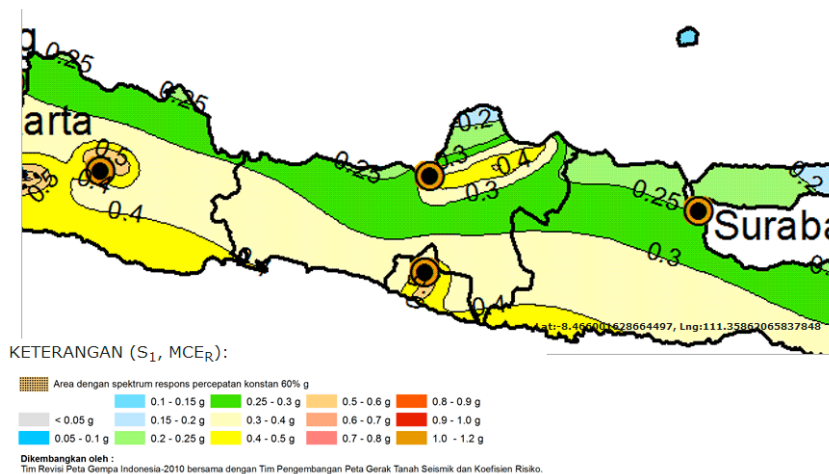 g
0.25
0.25
0.2
arta
0.5
0.3
0.4
0.25
0.3
0.4
0.2
0.3
0.25
0.4
Suraba
0.3
0.4
Lat:-8.466001628664497, Lng:111.35862065837848
KETERANGAN (S1, MCER):
Area dengan spektrum respons percepatan konstan 60% g
0.1 - 0.15 g 0.25 - 0.3 g 0.5 - 0.6 g 0.8 - 0.9 g
< 0.05 g 0.15 - 0.2 g 0.3 - 0.4 g 0.6 - 0.7 g 0.9 - 1.0 g
0.05 - 0.1 g 0.2 - 0.25 g 0.4 - 0.5 g 0.7 - 0.8 g 1.0 - 1.2 g
Dikembangkan oleh :
Tim Revisi Peta Gempa Indonesia-2010 bersama dengan Tim Pengembangan Peta Gerak Tanah Seismik dan Koefisien Risiko.